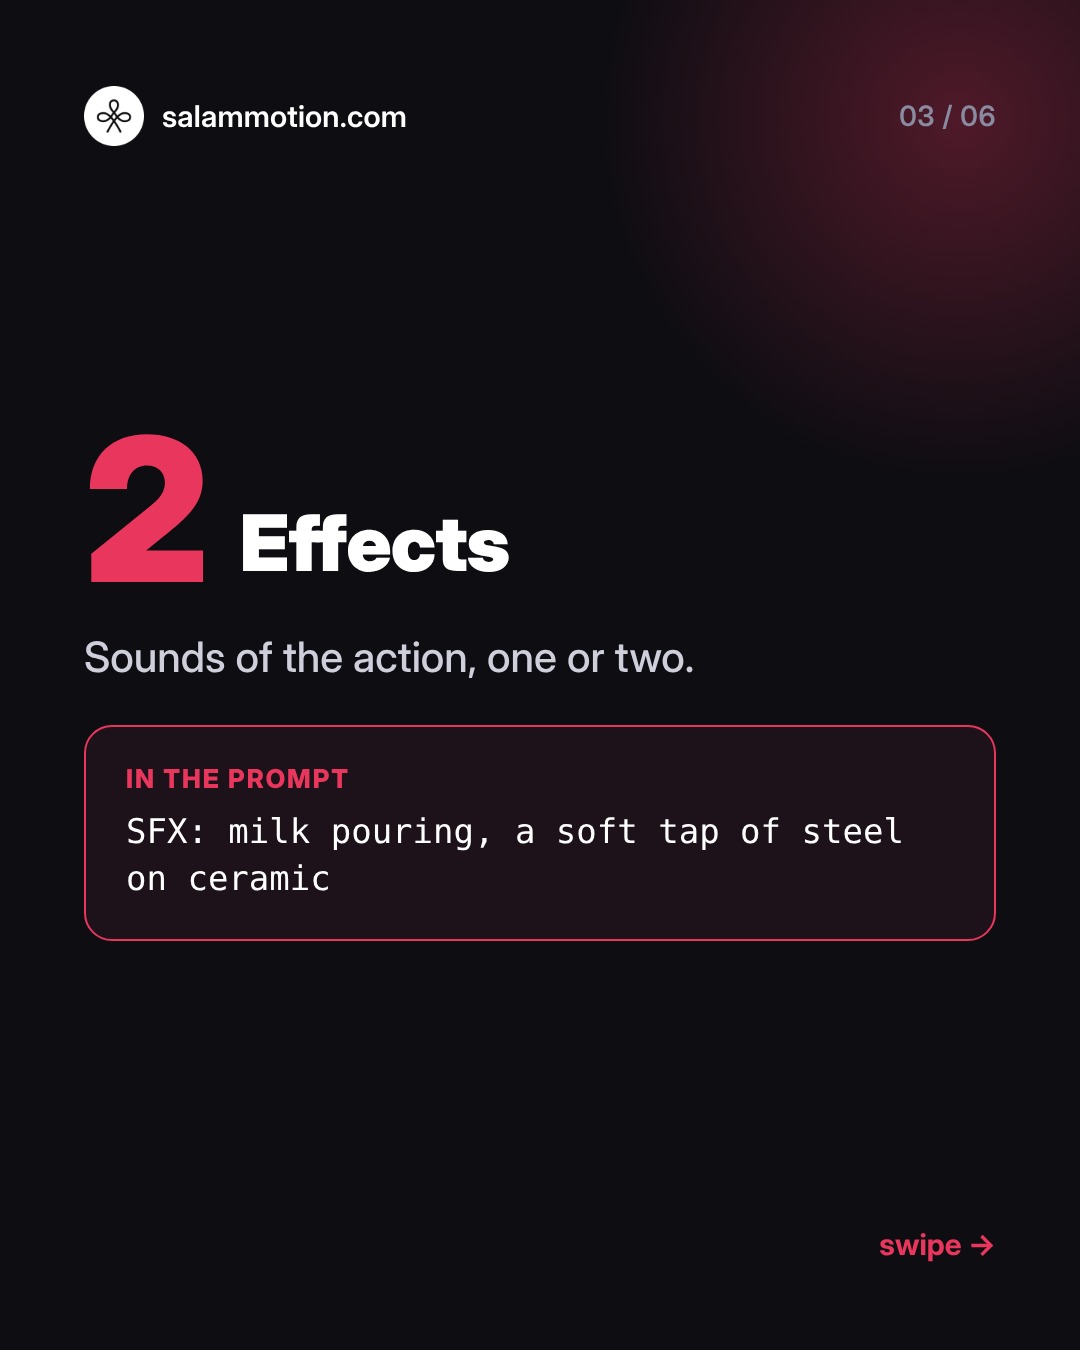 salammotion.com
03 / 06
2 Effects
Sounds of the action, one or two.
IN THE PROMPT
SFX: milk pouring, a soft tap of steel
on ceramic
swipe →